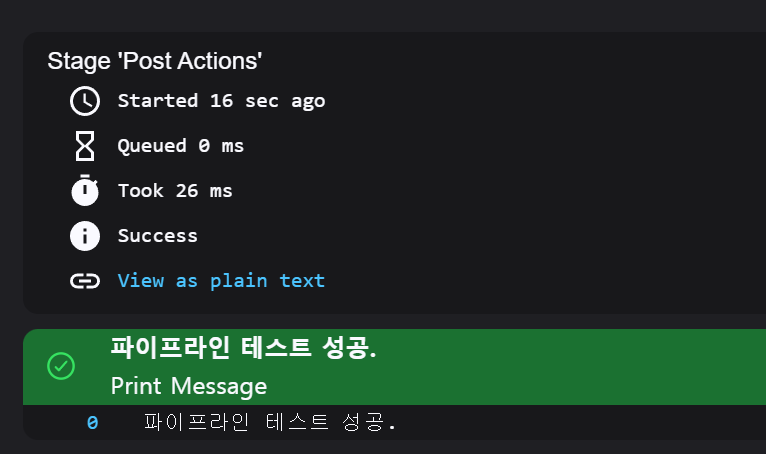 Stage 'Post Actions'
Started 16 sec ago
Queued 0 ms
Took 26 ms
Success
View as plain text
파이프라인 테스트 성공.
Print Message
0 파이프라인 테스트 성공.